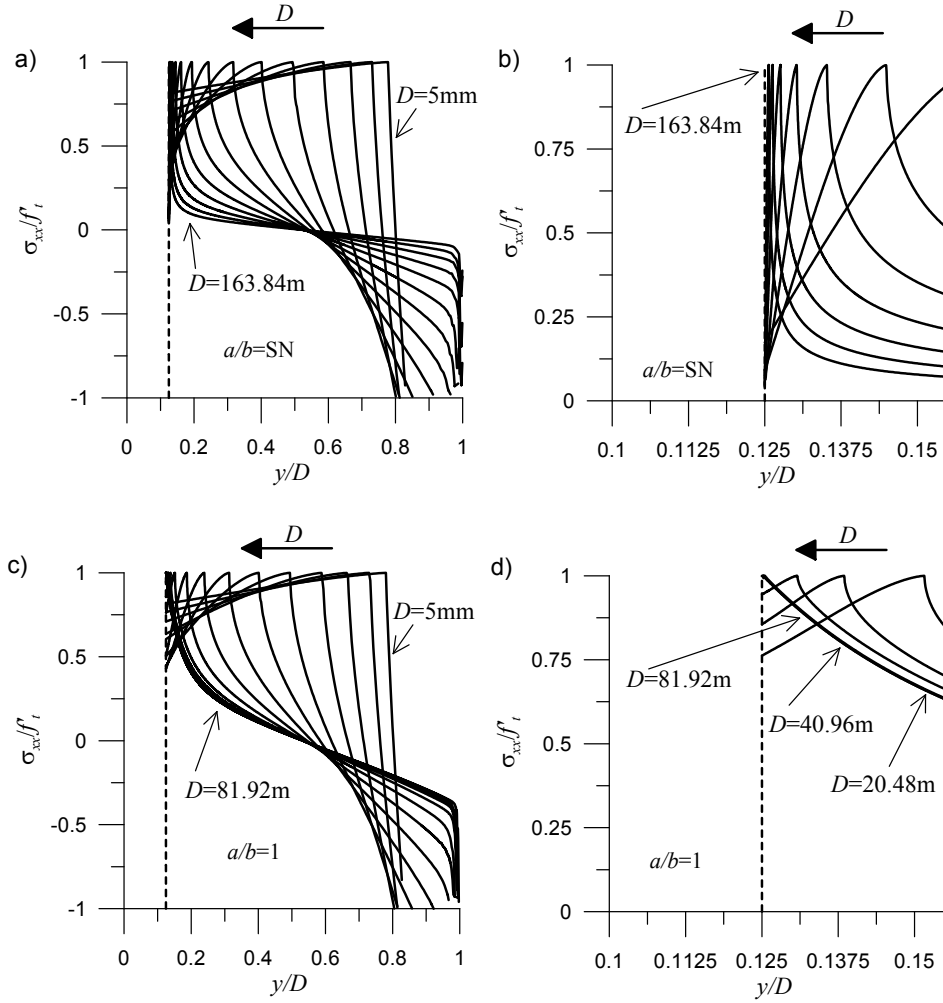 a)
D
σxx/f't
1
0.5
0
-0.5
-1
D=5mm
D=163.84m
a/b=SN
0 0.2 0.4 0.6 0.8 1
y/D
b)
D
σxx/f't
1
0.75
0.5
0.25
0
D=163.84m
a/b=SN
0.1 0.1125 0.125 0.1375 0.15
y/D
c)
D
σxx/f't
1
0.5
0
-0.5
-1
D=5mm
D=81.92m
a/b=1
0 0.2 0.4 0.6 0.8 1
y/D
d)
D
σxx/f't
1
0.75
0.5
0.25
0
D=81.92m
D=40.96m
D=20.48m
a/b=1
0.1 0.1125 0.125 0.1375 0.15
y/D